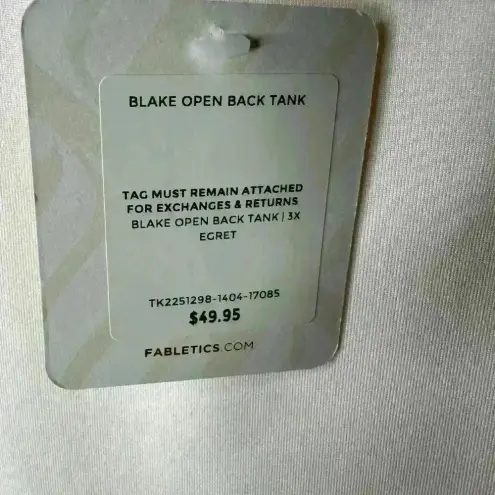 BLAKE OPEN BACK TANK
TAG MUST REMAIN ATTACHED
FOR EXCHANGES & RETURNS
BLAKE OPEN BACK TANK | 3X
EGRET
TK2251298-1404-17085
$49.95
FABLETICS.COM